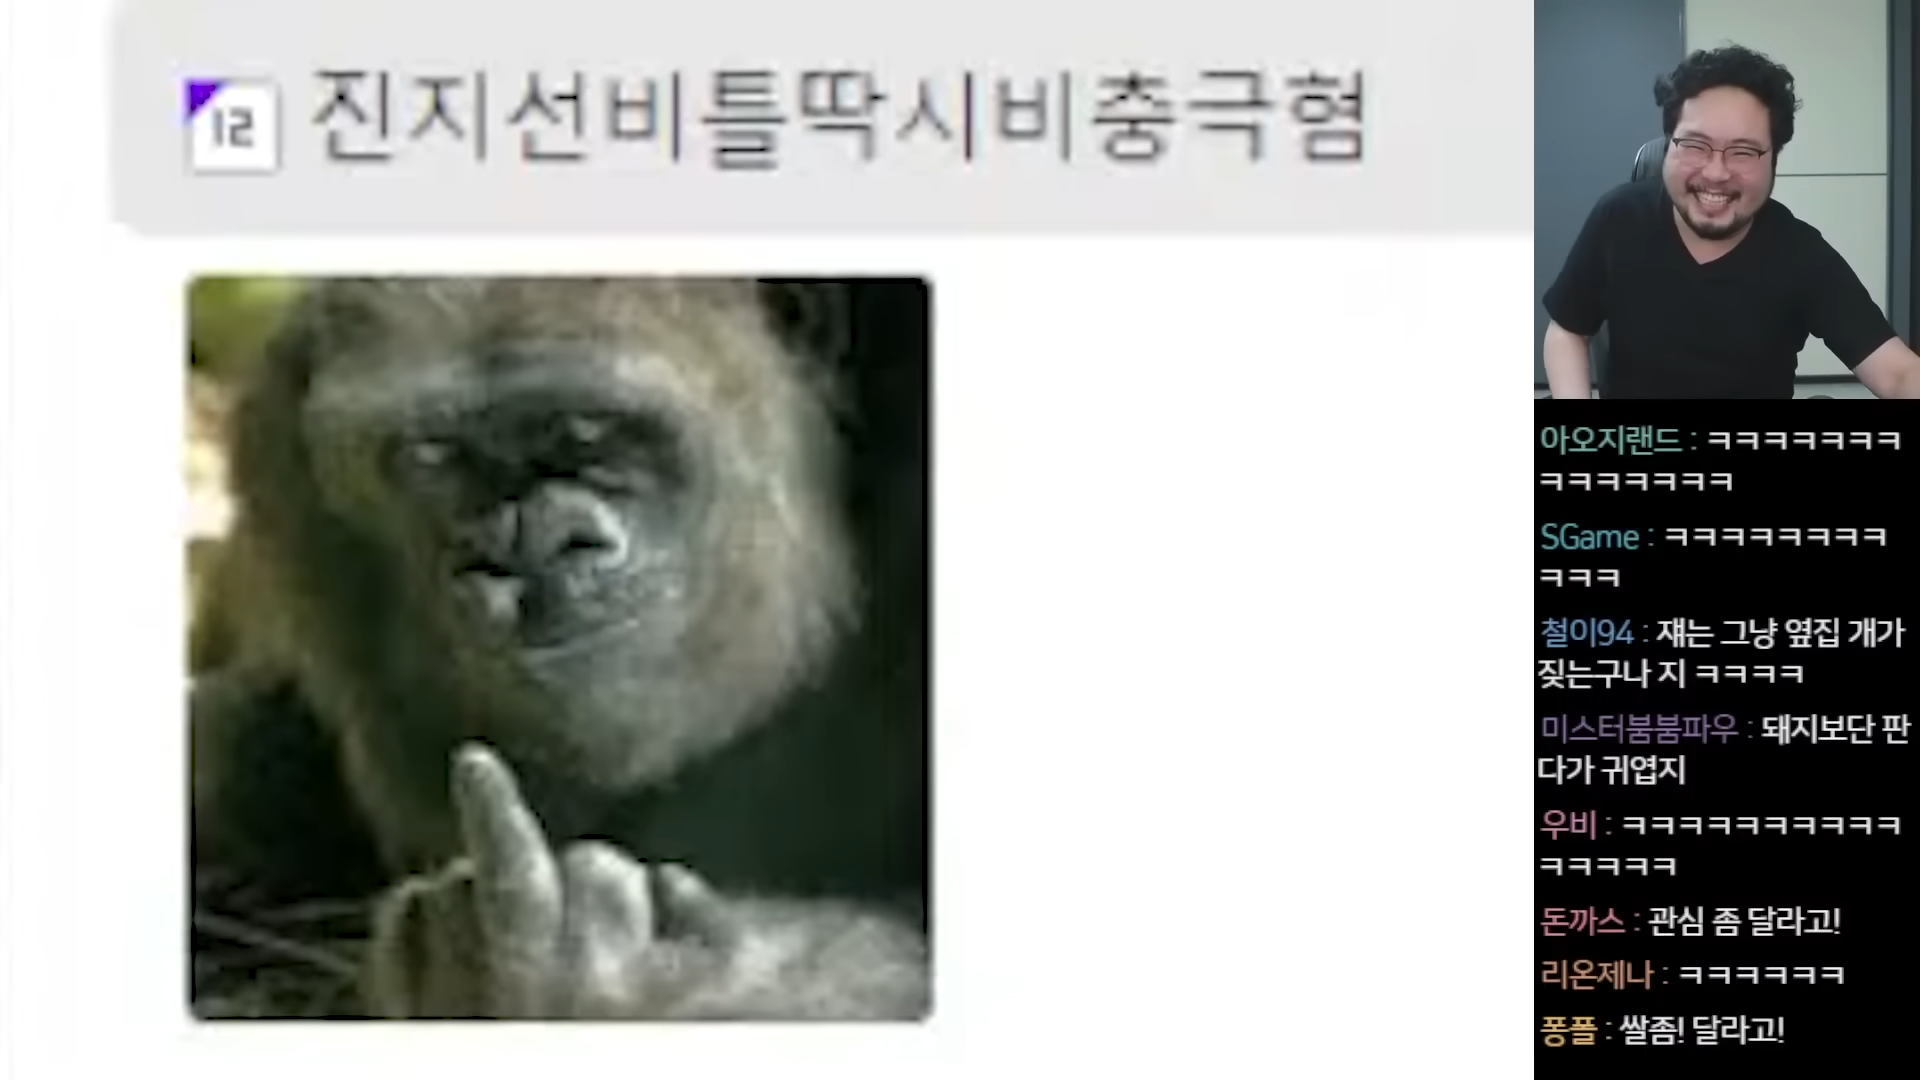 12 진지선비틀딱시비충극혐
아오지랜드 : ㅋㅋㅋㅋㅋㅋㅋ
ㅋㅋㅋㅋㅋㅋㅋ
SGame : ㅋㅋㅋㅋㅋㅋㅋㅋ
ㅋㅋㅋ
철이94 : 쟤는 그냥 옆집 개가
짖는구나 지 ㅋㅋㅋㅋ
미스터붐붐파우 : 돼지보단 판
다가 귀엽지
우비 : ㅋㅋㅋㅋㅋㅋㅋㅋㅋㅋ
ㅋㅋㅋㅋㅋ
돈까스 : 관심 좀 달라고!
리온제나 : ㅋㅋㅋㅋㅋㅋ
퐁플 : 쌀좀! 달라고!